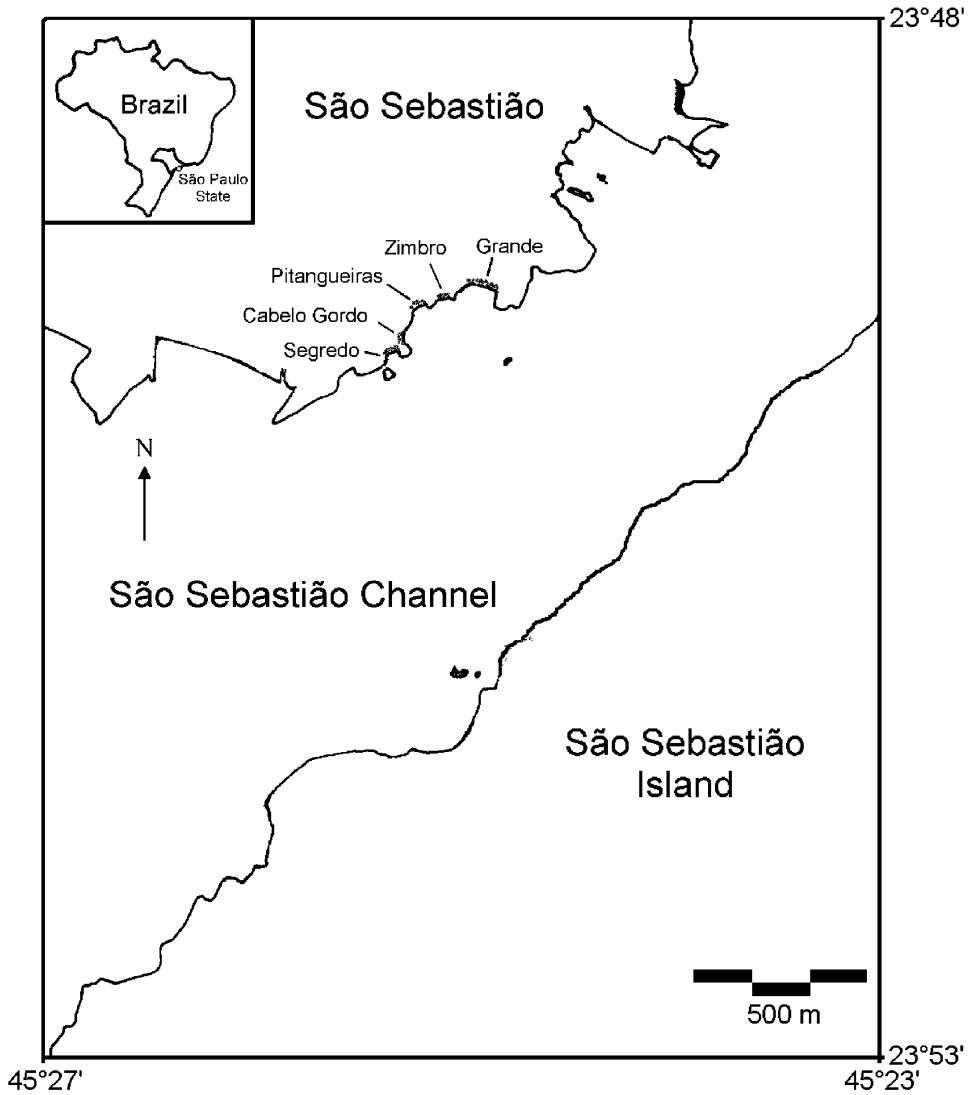 23°48'
Brazil
São Paulo
State
São Sebastião
Zimbro
Grande
Pitangueiras
Cabelo Gordo
Segredo
N
São Sebastião Channel
São Sebastião
Island
500 m
23°53'
45°27'
45°23'